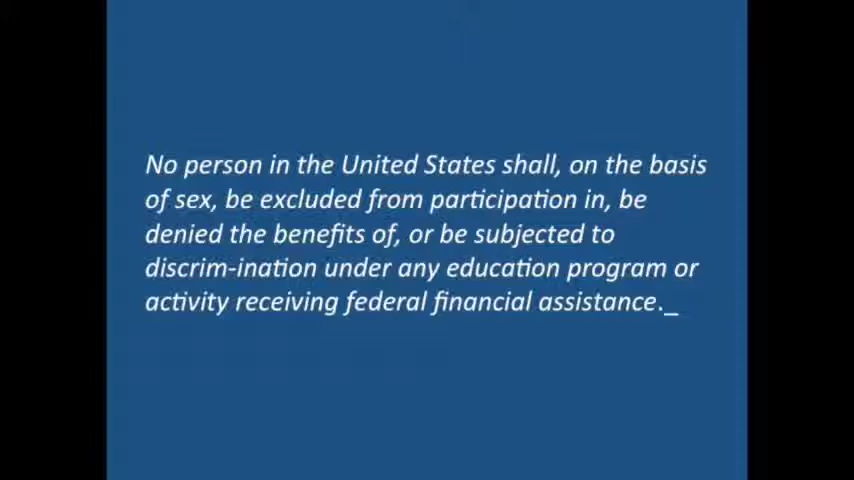 No person in the United States shall, on the basis
of sex, be excluded from participation in, be
denied the benefits of, or be subjected to
discrim-ination under any education program or
activity receiving federal financial assistance._